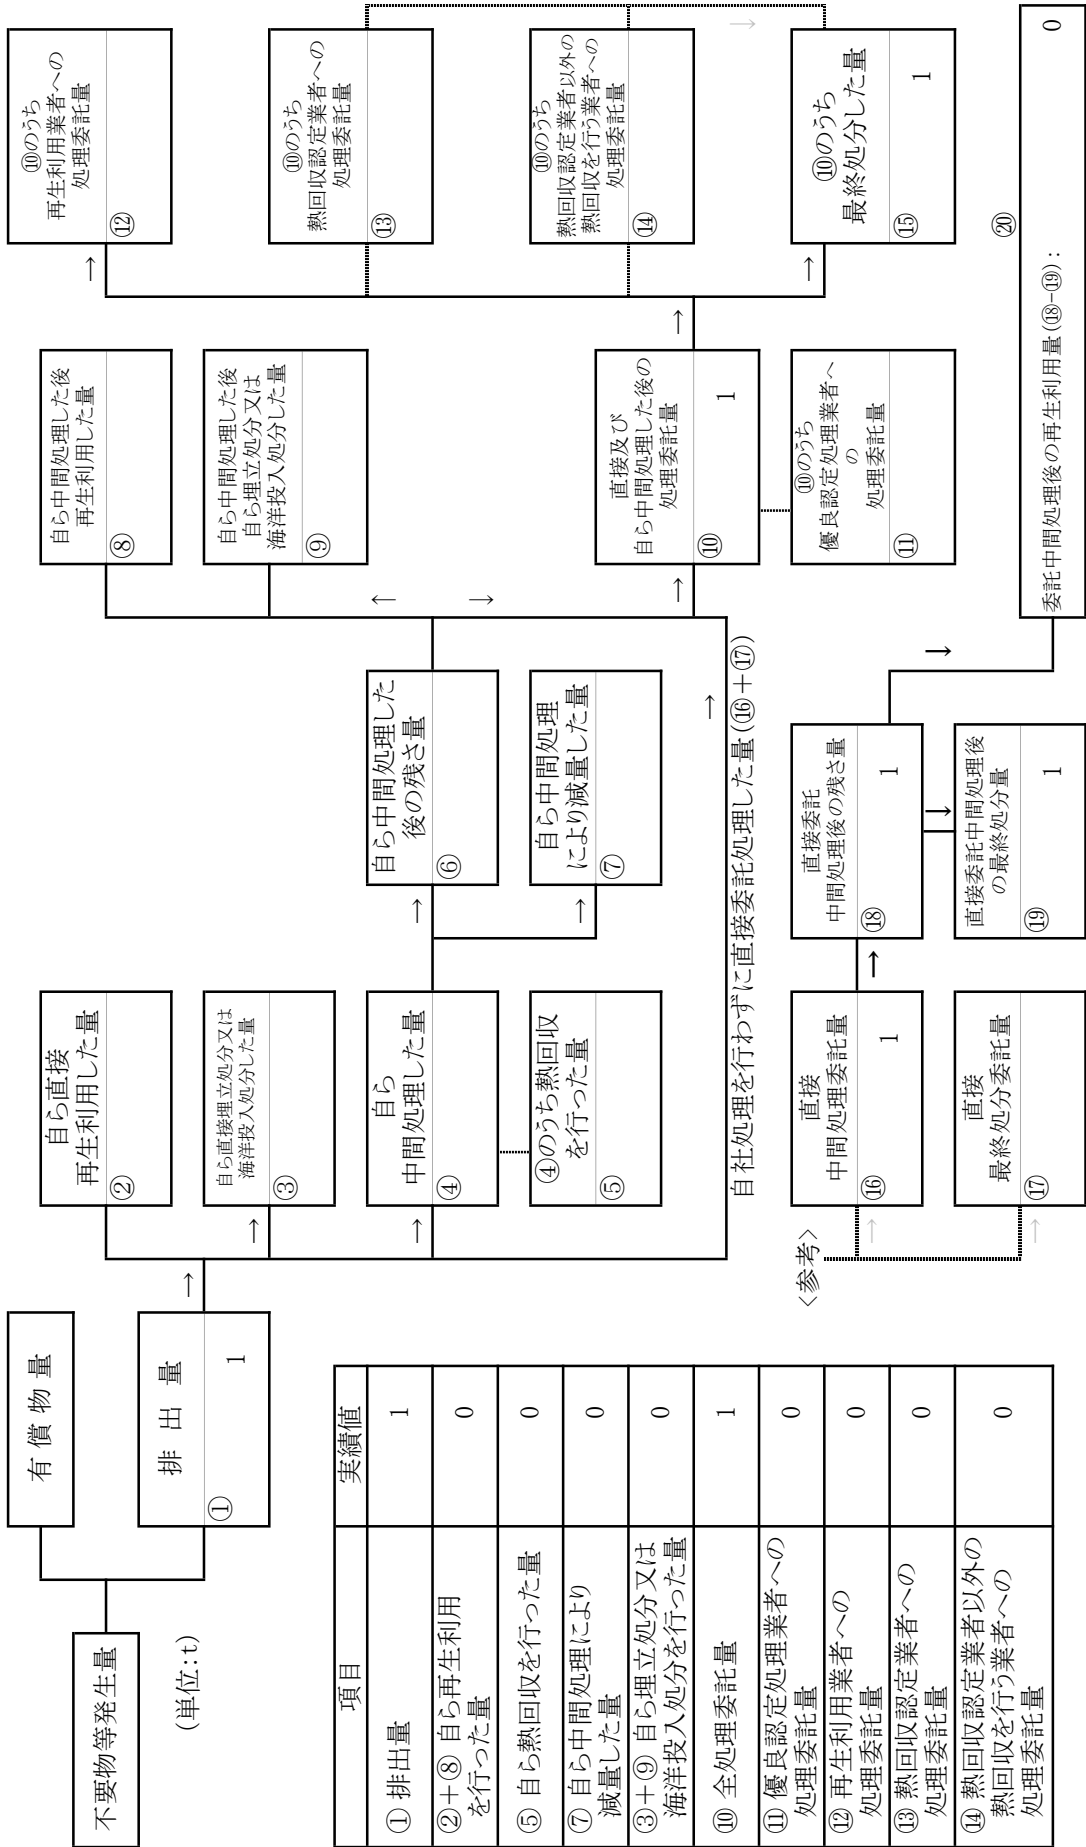 不要物等発生量
(単位:t)
有 償 物 量
排 出 量
① 1
→
自ら直接
再生利用した量
②
→
自ら直接埋立処分又は
海洋投入処分した量
③
→
自ら
中間処理した量
④
④のうち熱回収
を行った量
⑤
→
自ら中間処理した
後の残さ量
⑥
→
自ら中間処理
により減量した量
⑦
← →
自ら中間処理した後
再生利用した量
⑧
自ら中間処理した後
自ら埋立処分又は
海洋投入処分した量
⑨
→
直接及び
自ら中間処理した後の
処理委託量
⑩ 1
⑩のうち
優良認定処理業者へ
の
処理委託量
⑪
→
→
⑩のうち
再生利用業者への
処理委託量
⑫
⑩のうち
熱回収認定業者への
処理委託量
⑬
⑩のうち
熱回収認定業者以外の
熱回収を行う業者への
処理委託量
⑭
→
→
⑩のうち
最終処分した量
⑮ 1
→
自社処理を行わずに直接委託処理した量(⑯+⑰)
<参考>
→
直接
中間処理委託量
⑯ 1
→
直接
最終処分委託量
⑰
→
直接委託
中間処理後の残さ量
⑱ 1
→
直接委託中間処理後
の最終処分量
⑲ 1
→
⑳
委託中間処理後の再生利用量(⑱-⑲): 0
項目 実績値
① 排出量 1
②+⑧ 自ら再生利用
を行った量 0
⑤ 自ら熱回収を行った量 0
⑦ 自ら中間処理により
減量した量 0
③+⑨ 自ら埋立処分又は
海洋投入処分を行った量 0
⑩ 全処理委託量 1
⑪ 優良認定処理業者への
処理委託量 0
⑫ 再生利用業者への
処理委託量 0
⑬ 熱回収認定業者への
処理委託量 0
⑭ 熱回収認定業者以外の
熱回収を行う業者への
処理委託量 0